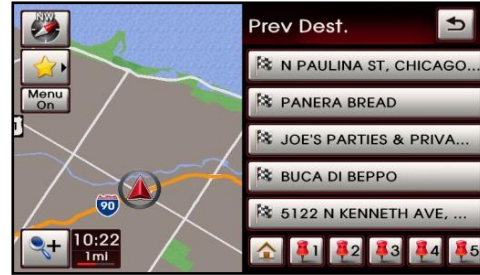 NW
Menu
On
1
90
10:22
1mi
Prev Dest.
N PAULINA ST, CHICAGO...
PANERA BREAD
JOE'S PARTIES & PRIVA...
BUCA DI BEPPO
5122 N KENNETH AVE, ...
1 2 3 4 5